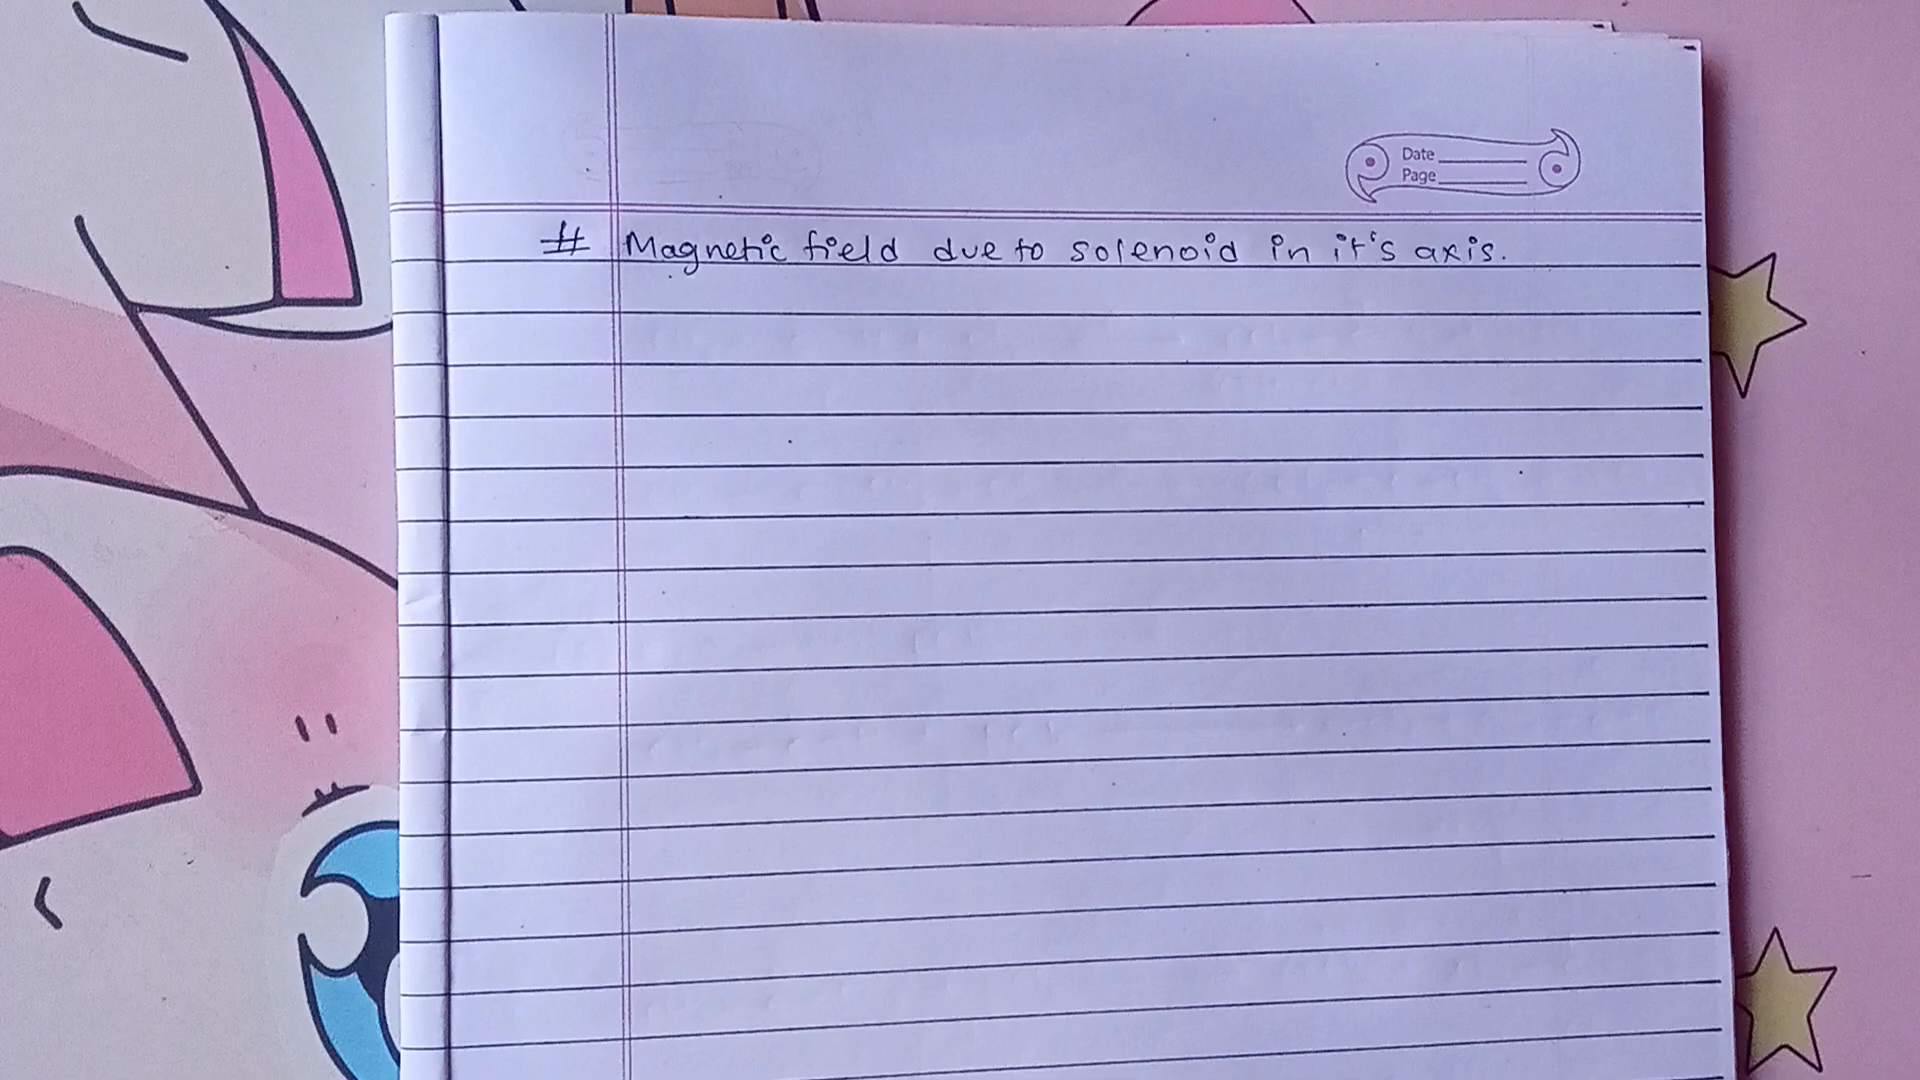 Date
Page
# Magnetic field due to solenoid in it's axis.